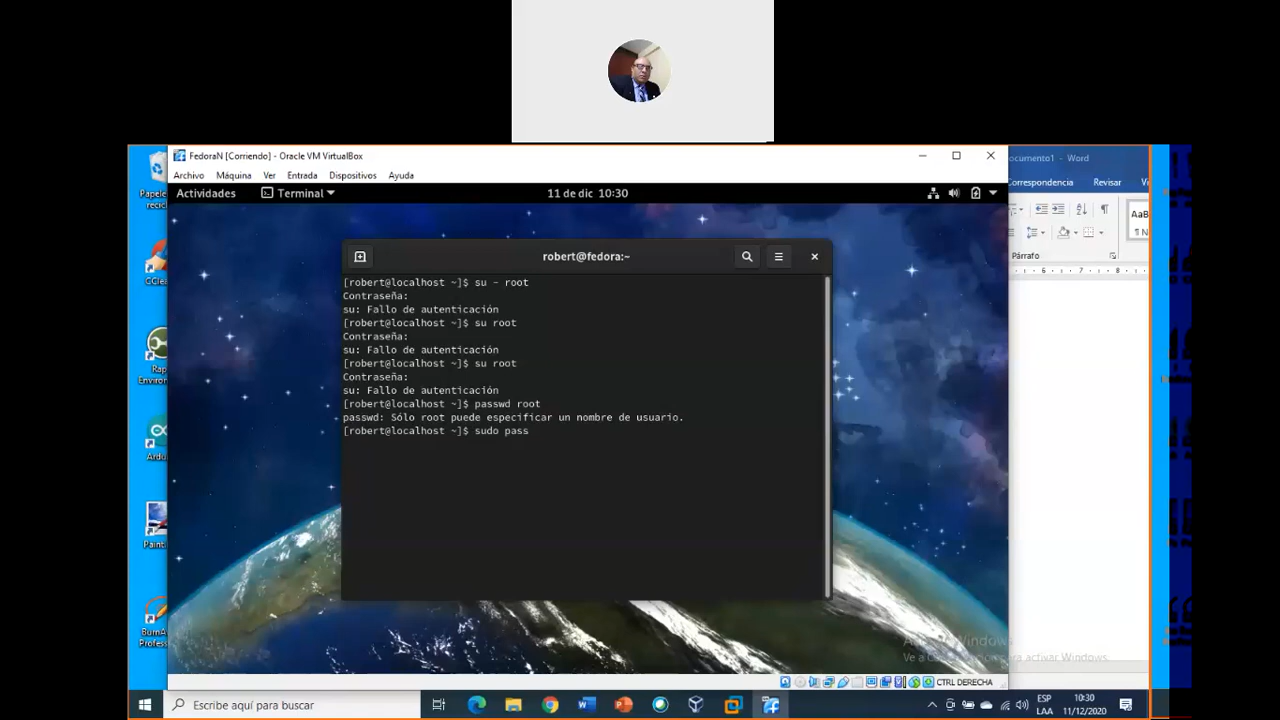 FedoraN [Corriendo] - Oracle VM VirtualBox
ocumento1 - Word
Archivo Máquina Ver Entrada Dispositivos Ayuda
Correspondencia Revisar
Actividades Terminal 11 de dic 10:30
Párrafo
6 7 8
robert@fedora:~
[robert@localhost ~]$ su - root
Contraseña:
su: Fallo de autenticación
[robert@localhost ~]$ su root
Contraseña:
su: Fallo de autenticación
[robert@localhost ~]$ su root
Contraseña:
su: Fallo de autenticación
[robert@localhost ~]$ passwd root
passwd: Sólo root puede especificar un nombre de usuario.
[robert@localhost ~]$ sudo pass
CTRL DERECHA
Escribe aquí para buscar
ESP
LAA
10:30
11/12/2020